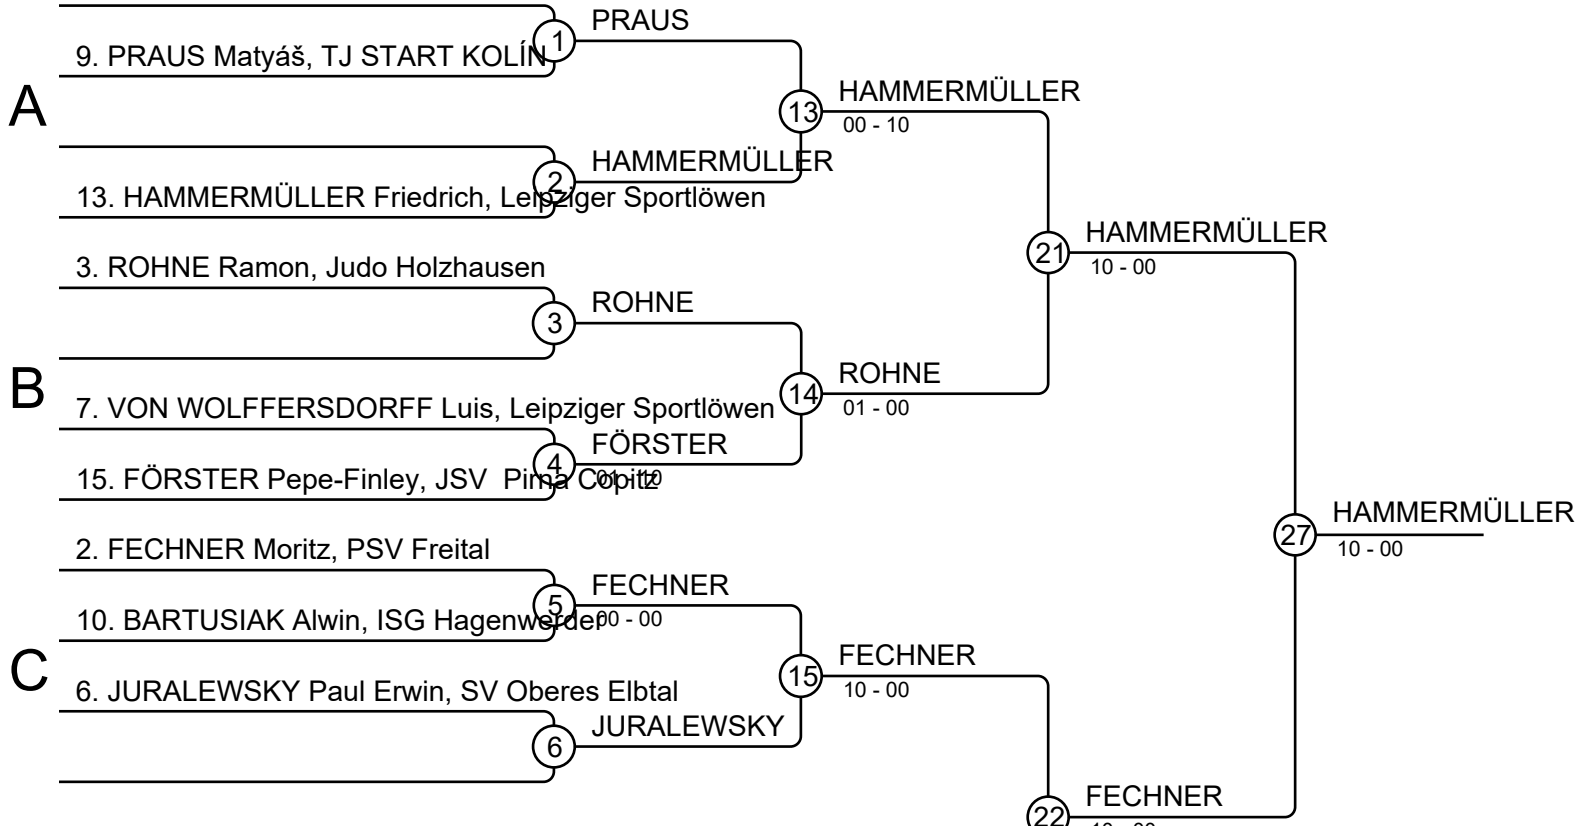 PRAUS
1
9. PRAUS Matyáš, TJ START KOLÍN
A
HAMMERMÜLLER
13
00 - 10
HAMMERMÜLLER
2
13. HAMMERMÜLLER Friedrich, Leipziger Sportlöwen
HAMMERMÜLLER
21
10 - 00
3. ROHNE Ramon, Judo Holzhausen
ROHNE
3
B
ROHNE
14
01 - 00
7. VON WOLFFERSDORFF Luis, Leipziger Sportlöwen
FÖRSTER
4
01 - 10
15. FÖRSTER Pepe-Finley, JSV Pirna Copitz
HAMMERMÜLLER
27
10 - 00
2. FECHNER Moritz, PSV Freital
FECHNER
5
00 - 00
10. BARTUSIAK Alwin, ISG Hagenwerder
C
FECHNER
15
10 - 00
6. JURALEWSKY Paul Erwin, SV Oberes Elbtal
JURALEWSKY
6
FECHNER
22